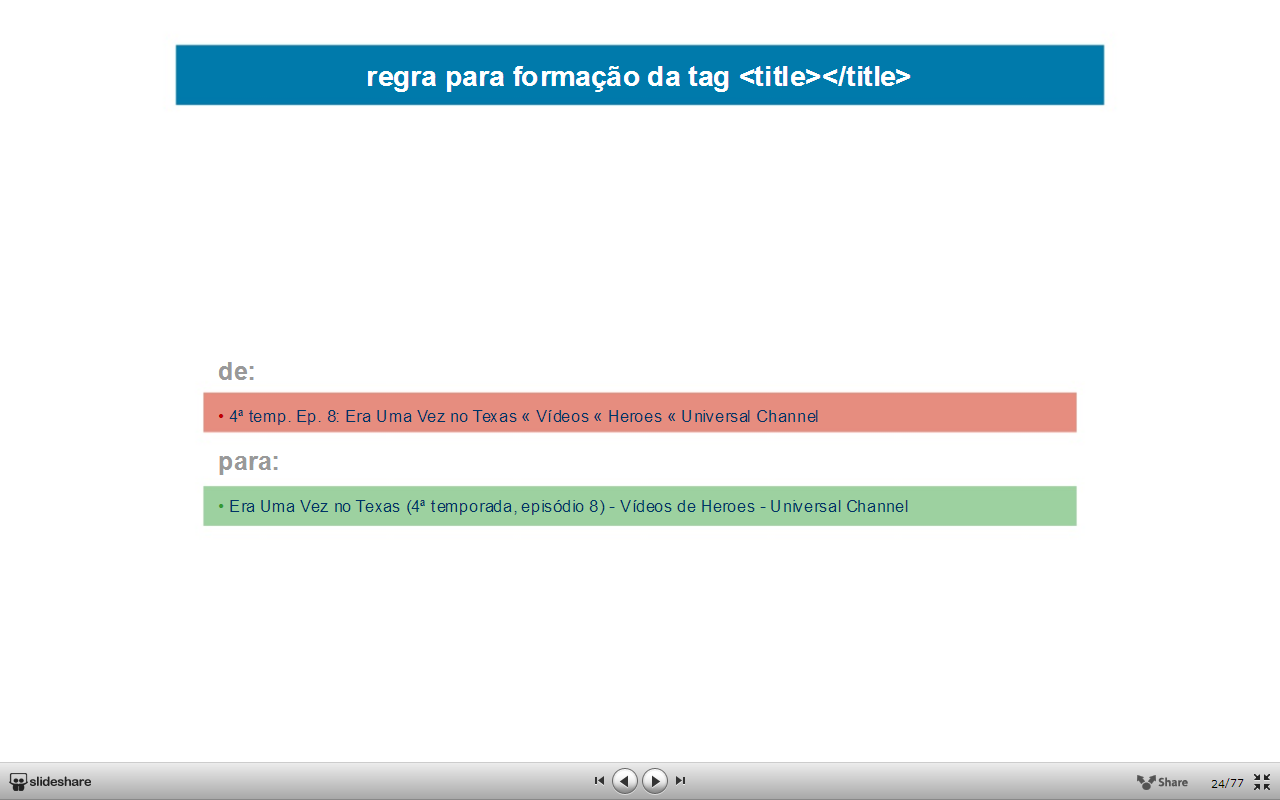 regra para formação da tag <title></title>
de:
• 4ª temp. Ep. 8: Era Uma Vez no Texas « Vídeos « Heroes « Universal Channel
para:
• Era Uma Vez no Texas (4ª temporada, episódio 8) - Vídeos de Heroes - Universal Channel
slideshare
Share
24/77